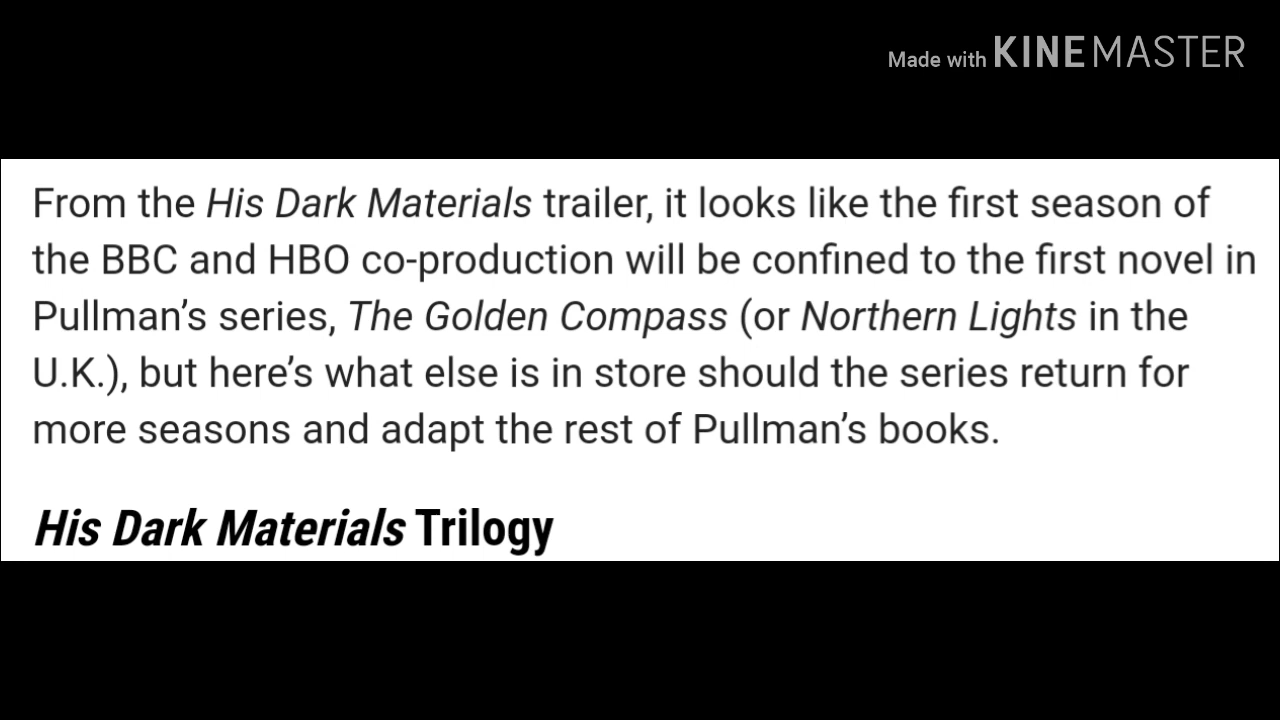 Made with KINEMASTER
From the His Dark Materials trailer, it looks like the first season of
the BBC and HBO co-production will be confined to the first novel in
Pullman’s series, The Golden Compass (or Northern Lights in the
U.K.), but here’s what else is in store should the series return for
more seasons and adapt the rest of Pullman’s books.
His Dark Materials Trilogy